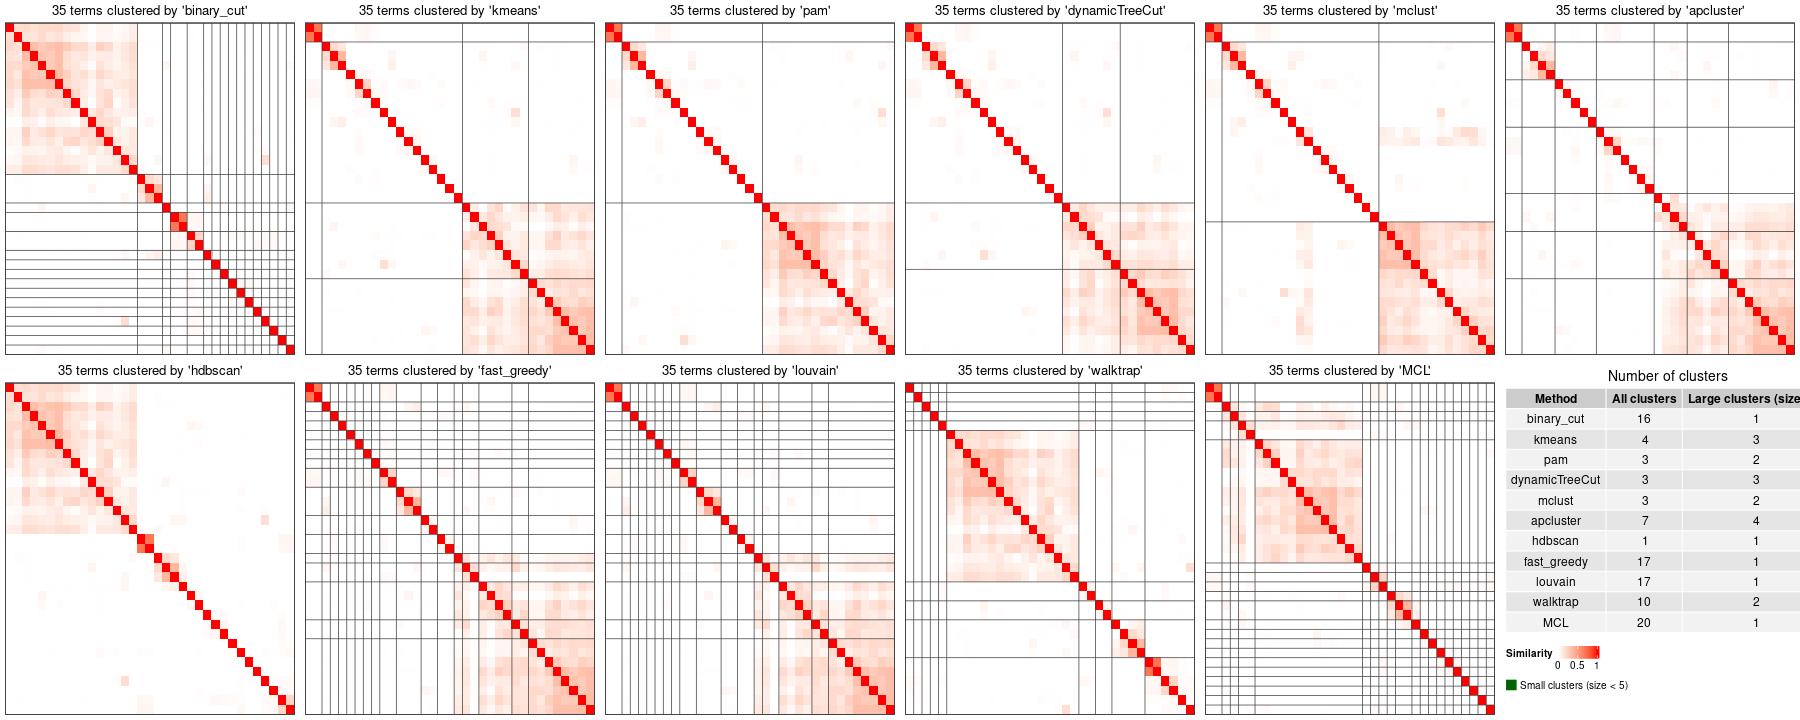 35 terms clustered by 'binary_cut'
35 terms clustered by 'kmeans'
35 terms clustered by 'pam'
35 terms clustered by 'dynamicTreeCut'
35 terms clustered by 'mclust'
35 terms clustered by 'apcluster'
35 terms clustered by 'hdbscan'
35 terms clustered by 'fast_greedy'
35 terms clustered by 'louvain'
35 terms clustered by 'walktrap'
35 terms clustered by 'MCL'
Number of clusters
Method All clusters Large clusters (size
binary_cut 16 1
kmeans 4 3
pam 3 2
dynamicTreeCut 3 3
mclust 3 2
apcluster 7 4
hdbscan 1 1
fast_greedy 17 1
louvain 17 1
walktrap 10 2
MCL 20 1
Similarity
0 0.5 1
Small clusters (size < 5)